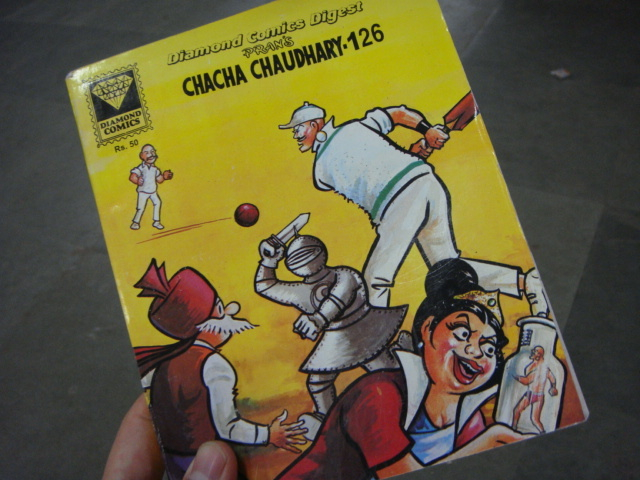 Diamond Comics Digest
PRAN'S
CHACHA CHAUDHARY-126
DIAMOND
COMICS
Rs. 50